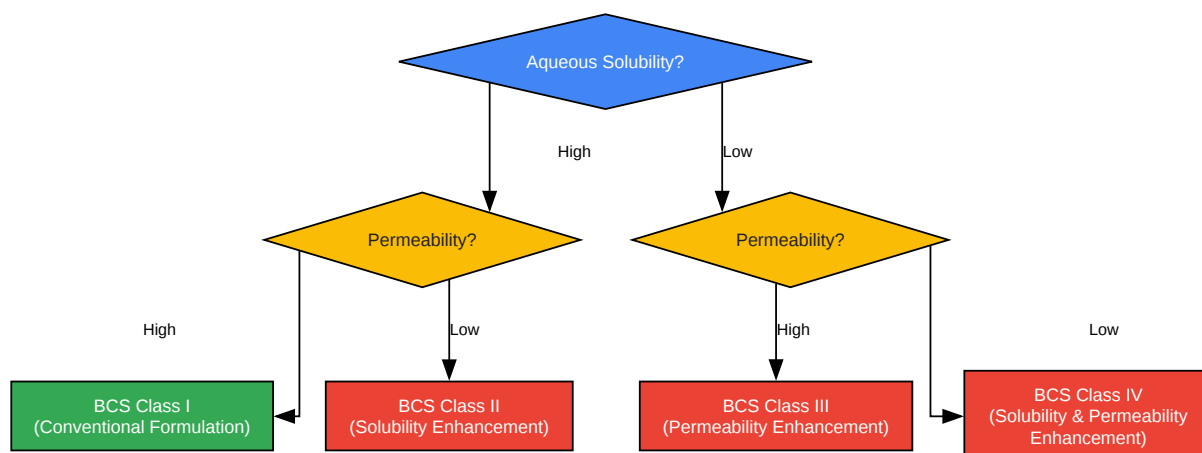 Aqueous Solubility?
High
Low
Permeability?
Permeability?
High
Low
High
Low
BCS Class I
(Conventional Formulation)
BCS Class II
(Solubility Enhancement)
BCS Class III
(Permeability Enhancement)
BCS Class IV
(Solubility & Permeability
Enhancement)